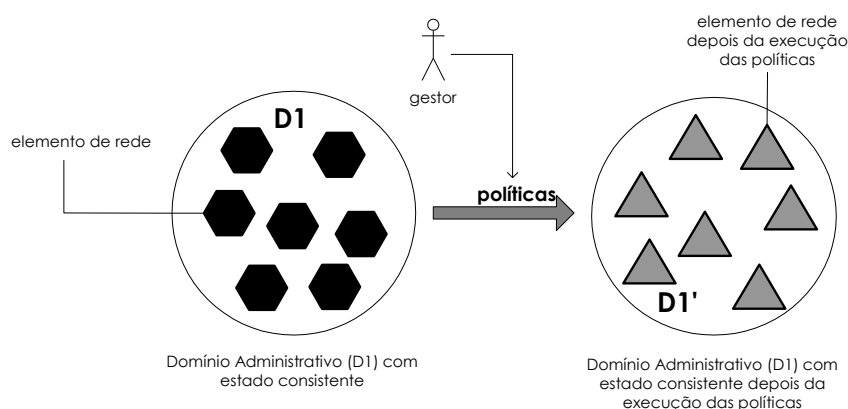 elemento de rede
depois da execução
das políticas
gestor
D1
elemento de rede
políticas
D1'
Domínio Administrativo (D1) com
estado consistente
Domínio Administrativo (D1) com
estado consistente depois da
execução das políticas